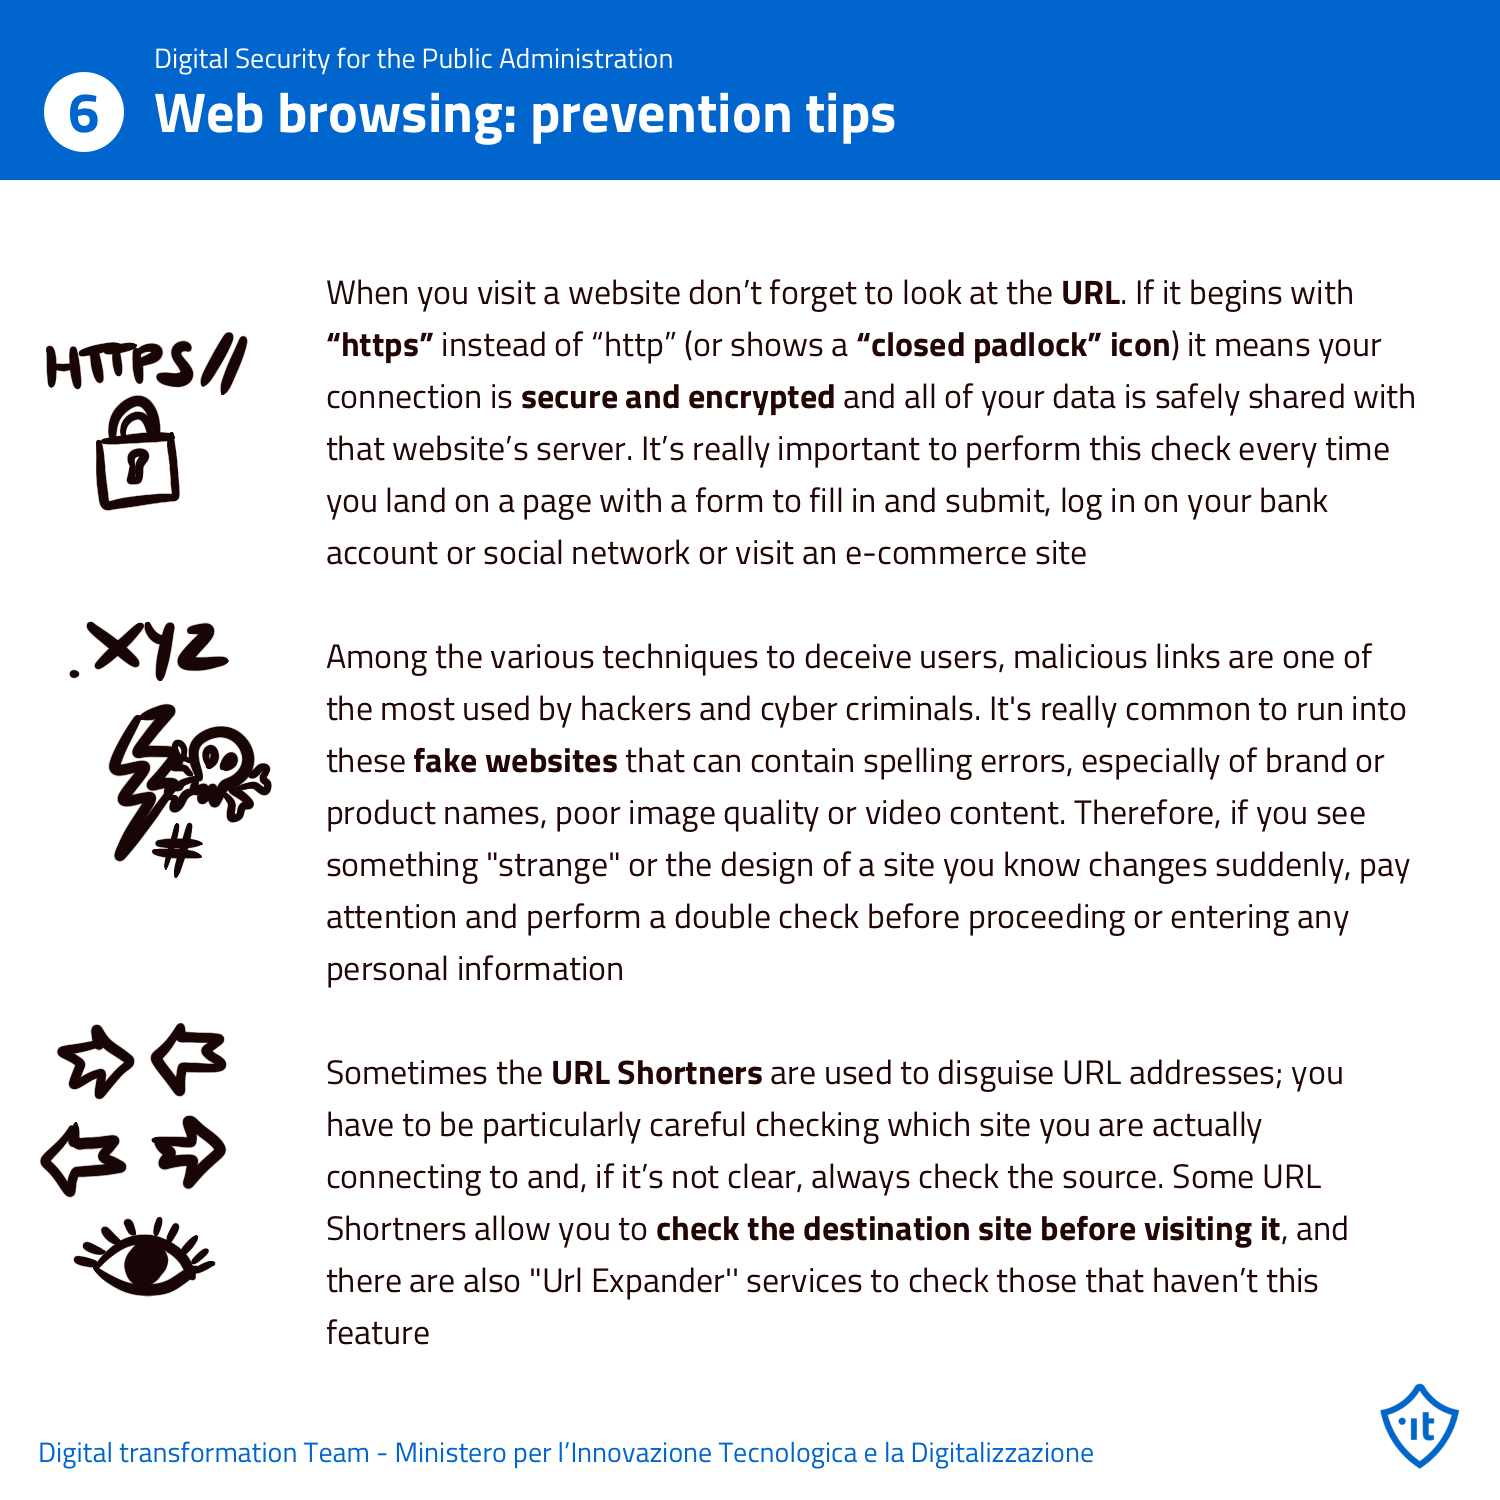 Digital Security for the Public Administration
6
Web browsing: prevention tips
When you visit a website don’t forget to look at the URL. If it begins with
HTTPS//
“https” instead of “http” (or shows a “closed padlock” icon) it means your
connection is secure and encrypted and all of your data is safely shared with
that website’s server. It’s really important to perform this check every time
you land on a page with a form to fill in and submit, log in on your bank
account or social network or visit an e-commerce site
.XYZ
Among the various techniques to deceive users, malicious links are one of
the most used by hackers and cyber criminals. It's really common to run into
these fake websites that can contain spelling errors, especially of brand or
product names, poor image quality or video content. Therefore, if you see
something "strange" or the design of a site you know changes suddenly, pay
#
attention and perform a double check before proceeding or entering any
personal information
Sometimes the URL Shortners are used to disguise URL addresses; you
have to be particularly careful checking which site you are actually
connecting to and, if it’s not clear, always check the source. Some URL
Shortners allow you to check the destination site before visiting it, and
there are also "Url Expander'' services to check those that haven’t this
feature
Digital transformation Team - Ministero per l’Innovazione Tecnologica e la Digitalizzazione
·it